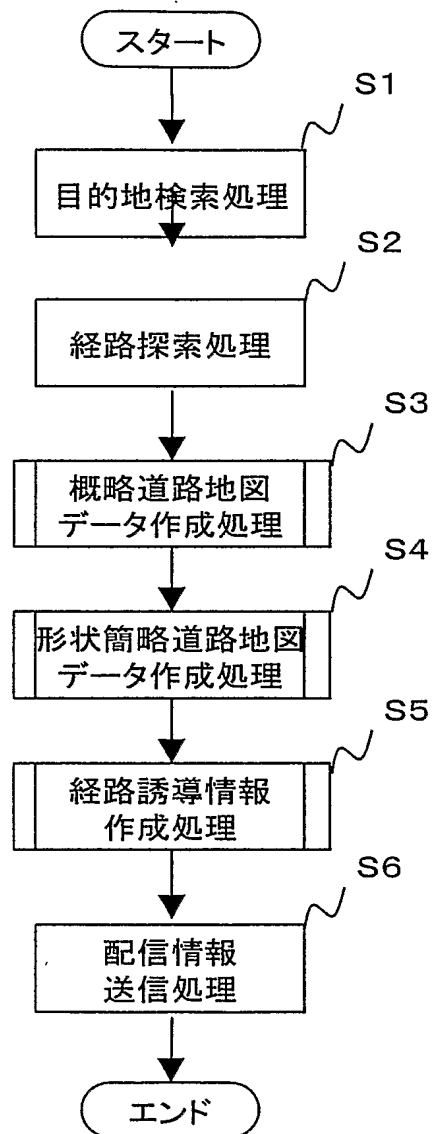 スタート
S1
目的地検索処理
S2
経路探索処理
S3
概略道路地図
データ作成処理
S4
形状簡略道路地図
データ作成処理
S5
経路誘導情報
作成処理
S6
配信情報
送信処理
エンド